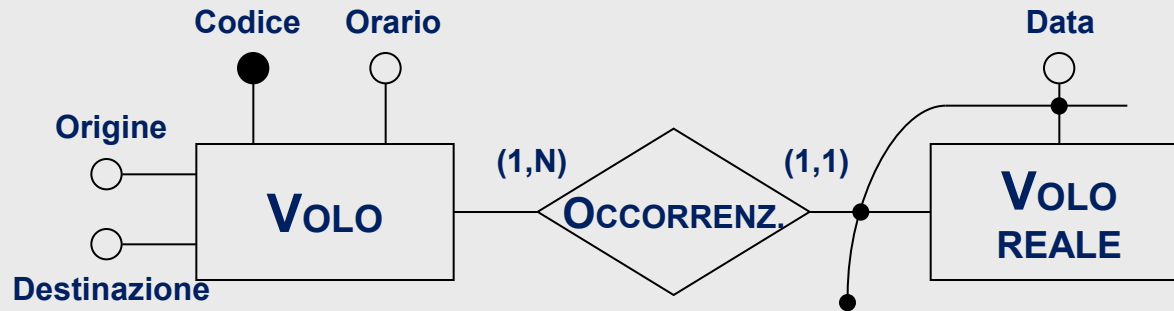 Codice
Orario
Data
Origine
(1,N)
(1,1)
VOLO
OCCORRENZ.
VOLO
REALE
Destinazione